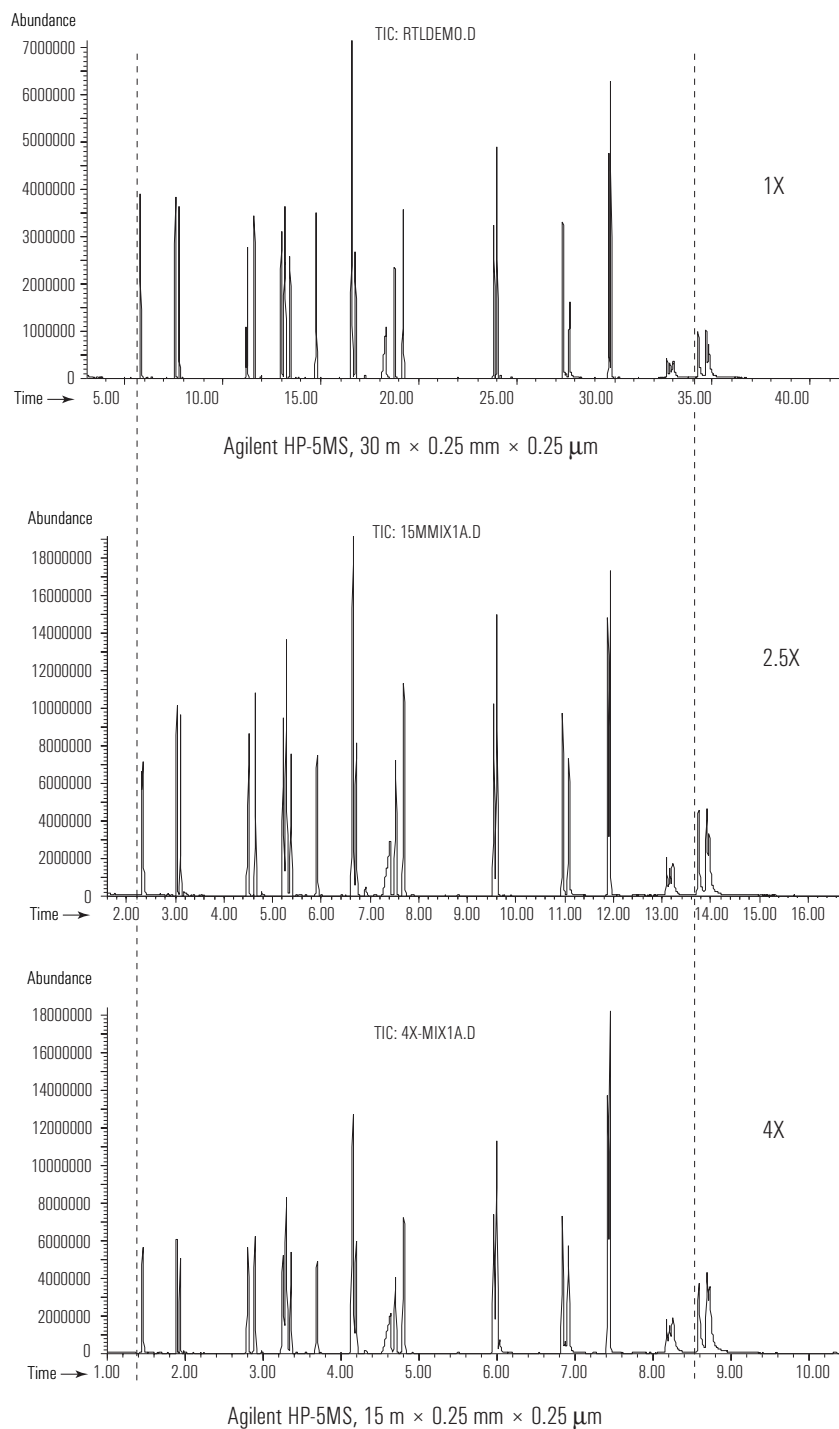 Abundance
TIC: RTLDEMO.D
7000000
6000000
5000000
4000000
3000000
2000000
1000000
0
1X
Time → 5.00 10.00 15.00 20.00 25.00 30.00 35.00 40.00
Agilent HP-5MS, 30 m × 0.25 mm × 0.25 µm
Abundance
TIC: 15MMIX1A.D
18000000
16000000
14000000
12000000
10000000
8000000
6000000
4000000
2000000
0
2.5X
Time → 2.00 3.00 4.00 5.00 6.00 7.00 8.00 9.00 10.00 11.00 12.00 13.00 14.00 15.00 16.00
Abundance
TIC: 4X-MIX1A.D
18000000
16000000
14000000
12000000
10000000
8000000
6000000
4000000
2000000
0
4X
Time → 1.00 2.00 3.00 4.00 5.00 6.00 7.00 8.00 9.00 10.00
Agilent HP-5MS, 15 m × 0.25 mm × 0.25 µm